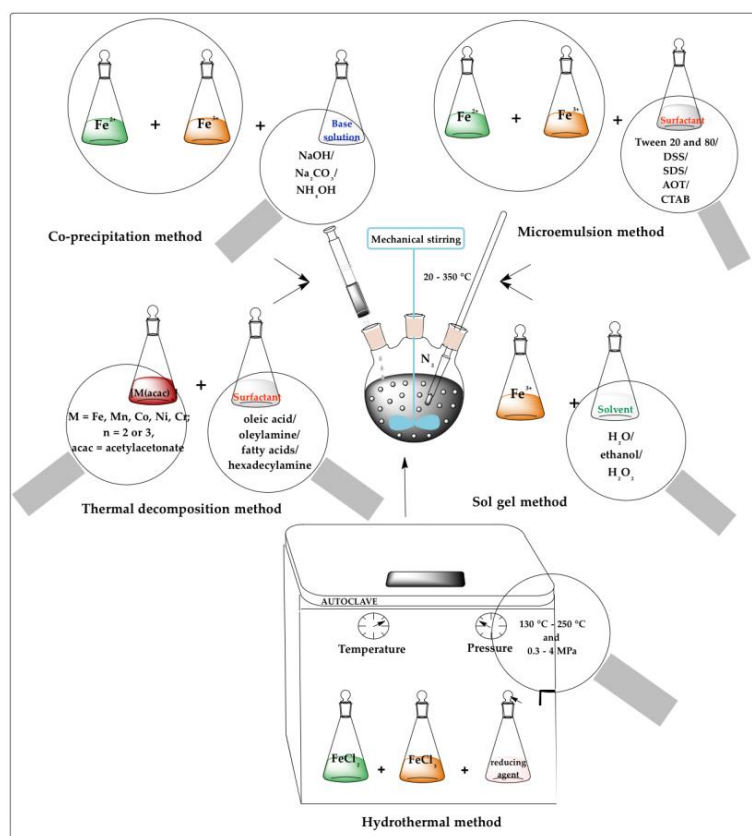 Fe²⁺ + Fe³⁺ + Base
solution
NaOH/
Na₂CO₃/
NH₄OH
Co-precipitation method
Fe²⁺ + Fe³⁺ + Surfactant
Tween 20 and 80/
DSS/
SDS/
AOT/
CTAB
Microemulsion method
Mechanical stirring
20 - 350 °C
N₂
M(acac) + Surfactant
M = Fe, Mn, Co, Ni, Cr;
n = 2 or 3,
acac = acetylacetonate
oleic acid/
oleylamine/
fatty acids/
hexadecylamine
Thermal decomposition method
Fe³⁺ + Solvent
H₂O/
ethanol/
H₂O₂
Sol gel method
AUTOCLAVE
Temperature
Pressure
130 °C - 250 °C
and
0.3 - 4 MPa
FeCl₂ + FeCl₃ + reducing
agent
Hydrothermal method